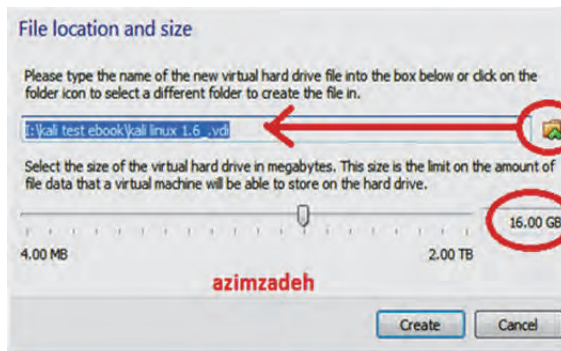 File location and size
Please type the name of the new virtual hard drive file into the box below or click on the
folder icon to select a different folder to create the file in.
I:\kali test ebook\kali linux 1.6_.vdi
Select the size of the virtual hard drive in megabytes. This size is the limit on the amount of
file data that a virtual machine will be able to store on the hard drive.
16.00 GB
4.00 MB 2.00 TB
azimzadeh
Create Cancel